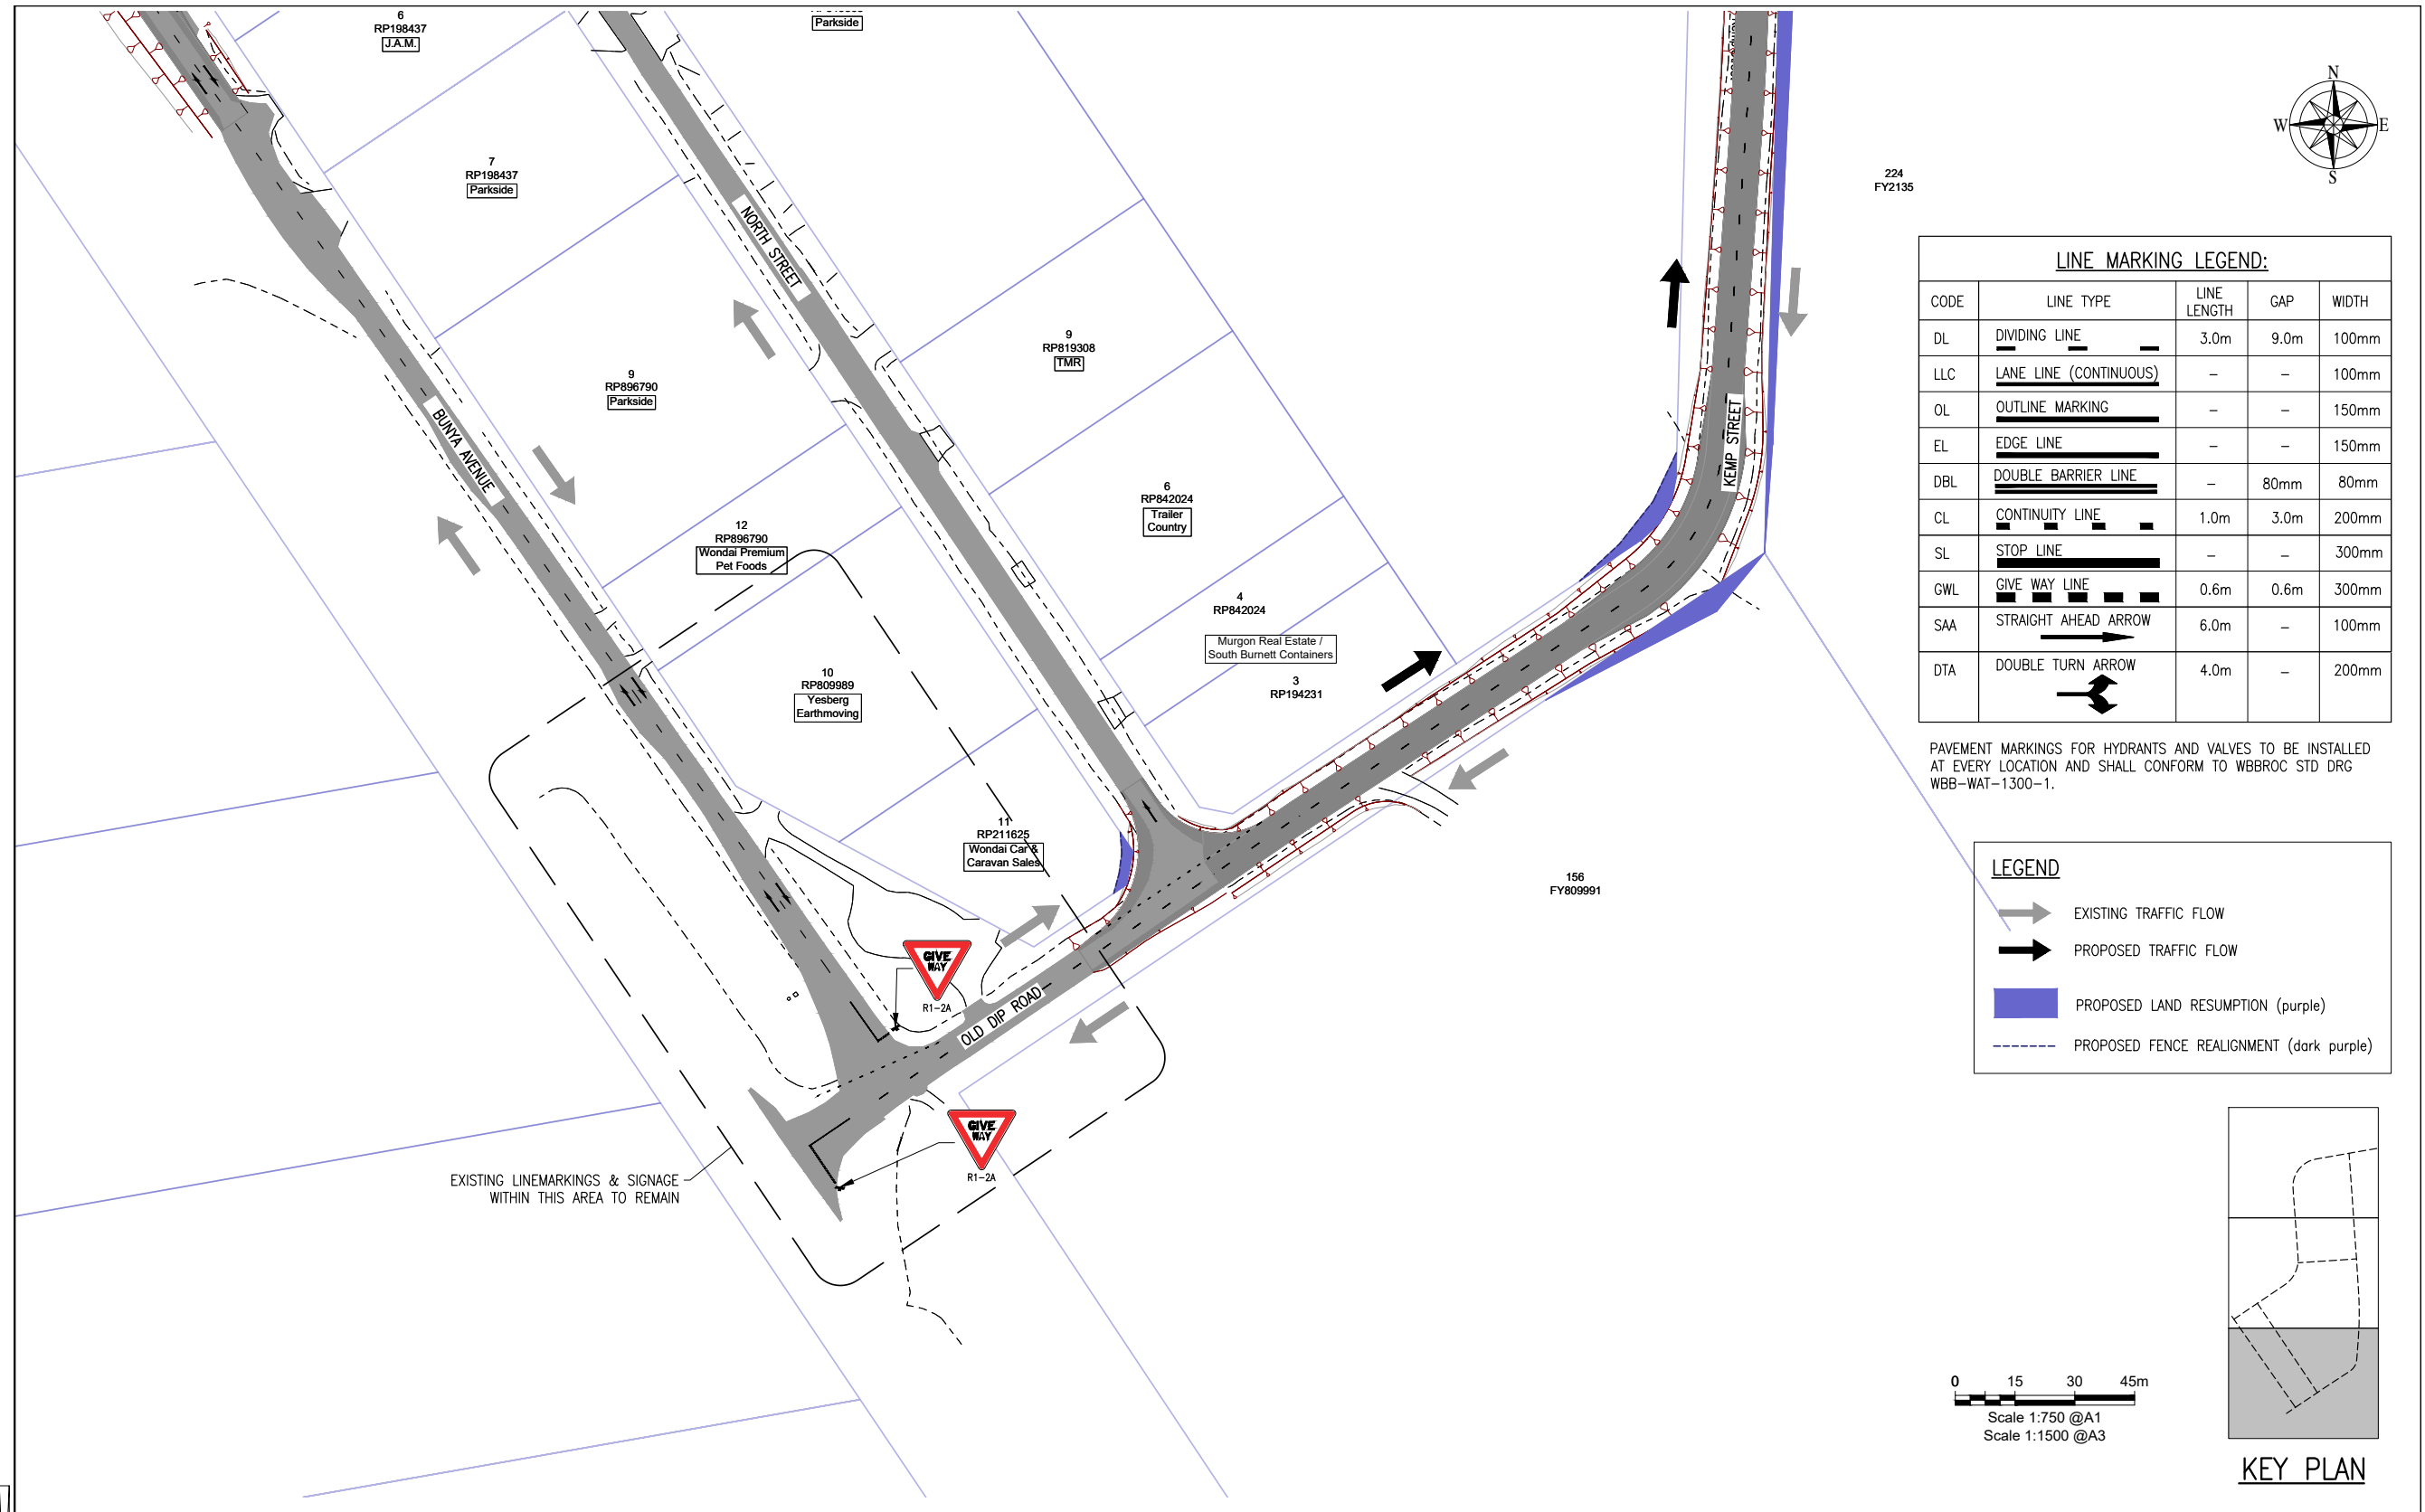 6
RP198437
J.A.M.
Parkside
7
RP198437
Parkside
NORTH STREET
9
RP819308
TMR
9
RP896790
Parkside
BUNYA AVENUE
12
RP896790
Wondai Premium
Pet Foods
6
RP842024
Trailer
Country
4
RP842024
Murgon Real Estate /
South Burnett Containers
3
RP194231
10
RP809989
Yesberg
Earthmoving
11
RP211625
Wondai Car &
Caravan Sales
KEMP STREET
224
FY2135
156
FY809991
GIVE
WAY
R1-2A
OLD DIP ROAD
GIVE
WAY
R1-2A
EXISTING LINEMARKINGS & SIGNAGE
WITHIN THIS AREA TO REMAIN
N
W E
S
LINE MARKING LEGEND:
CODE LINE TYPE LINE LENGTH GAP WIDTH
DL DIVIDING LINE 3.0m 9.0m 100mm
LLC LANE LINE (CONTINUOUS) – – 100mm
OL OUTLINE MARKING – – 150mm
EL EDGE LINE – – 150mm
DBL DOUBLE BARRIER LINE – 80mm 80mm
CL CONTINUITY LINE 1.0m 3.0m 200mm
SL STOP LINE – – 300mm
GWL GIVE WAY LINE 0.6m 0.6m 300mm
SAA STRAIGHT AHEAD ARROW 6.0m – 100mm
DTA DOUBLE TURN ARROW 4.0m – 200mm
PAVEMENT MARKINGS FOR HYDRANTS AND VALVES TO BE INSTALLED
AT EVERY LOCATION AND SHALL CONFORM TO WBBROC STD DRG
WBB-WAT-1300-1.
LEGEND
EXISTING TRAFFIC FLOW
PROPOSED TRAFFIC FLOW
PROPOSED LAND RESUMPTION (purple)
PROPOSED FENCE REALIGNMENT (dark purple)
0 15 30 45m
Scale 1:750 @A1
Scale 1:1500 @A3
KEY PLAN